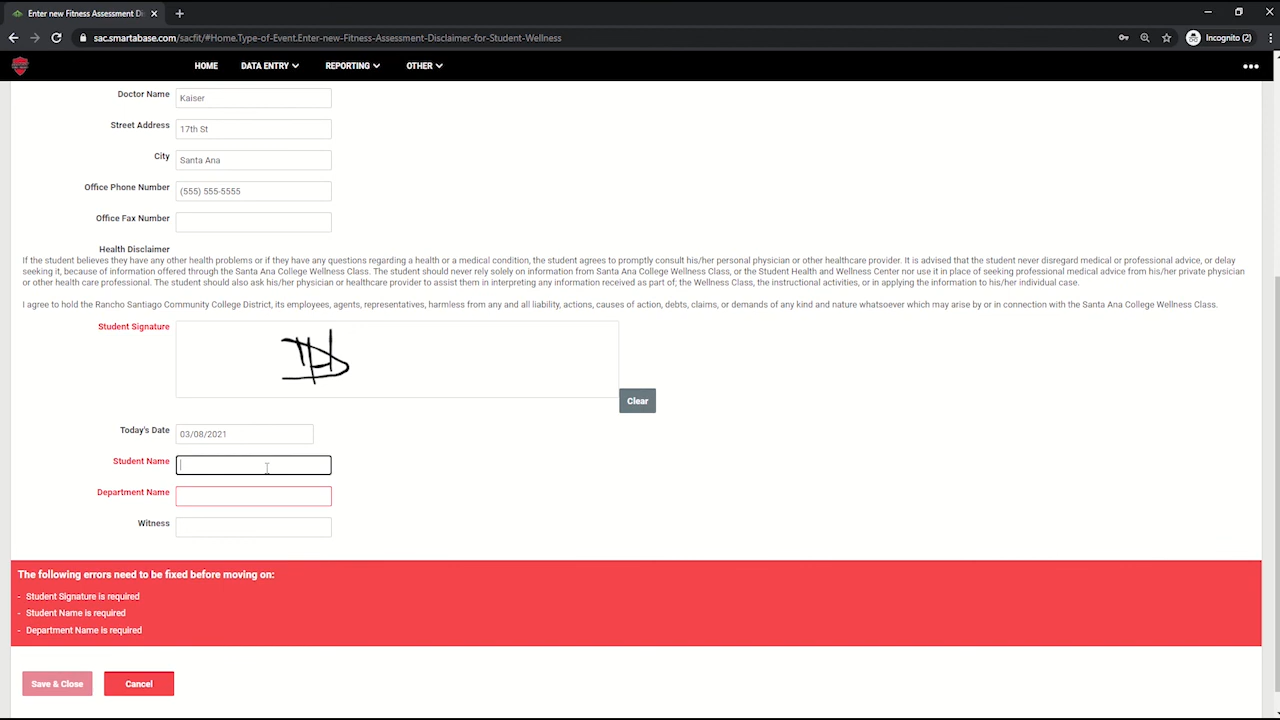 Enter new Fitness Assessment Di
sac.smartabase.com/sacfit/#Home.Type-of-Event.Enter-new-Fitness-Assessment-Disclaimer-for-Student-Wellness
Incognito (2)
HOME DATA ENTRY REPORTING OTHER
Doctor Name Kaiser
Street Address 17th St
City Santa Ana
Office Phone Number (555) 555-5555
Office Fax Number
Health Disclaimer
If the student believes they have any other health problems or if they have any questions regarding a health or a medical condition, the student agrees to promptly consult his/her personal physician or other healthcare provider. It is advised that the student never disregard medical or professional advice, or delay
seeking it, because of information offered through the Santa Ana College Wellness Class. The student should never rely solely on information from Santa Ana College Wellness Class, or the Student Health and Wellness Center nor use it in place of seeking professional medical advice from his/her private physician
or other health care professional. The student should also ask his/her physician or healthcare provider to assist them in interpreting any information received as part of; the Wellness Class, the instructional activities, or in applying the information to his/her individual case.
I agree to hold the Rancho Santiago Community College District, its employees, agents, representatives, harmless from any and all liability, actions, causes of action, debts, claims, or demands of any kind and nature whatsoever which may arise by or in connection with the Santa Ana College Wellness Class.
Student Signature
Clear
Today's Date 03/08/2021
Student Name
Department Name
Witness
The following errors need to be fixed before moving on:
- Student Signature is required
- Student Name is required
- Department Name is required
Save & Close Cancel